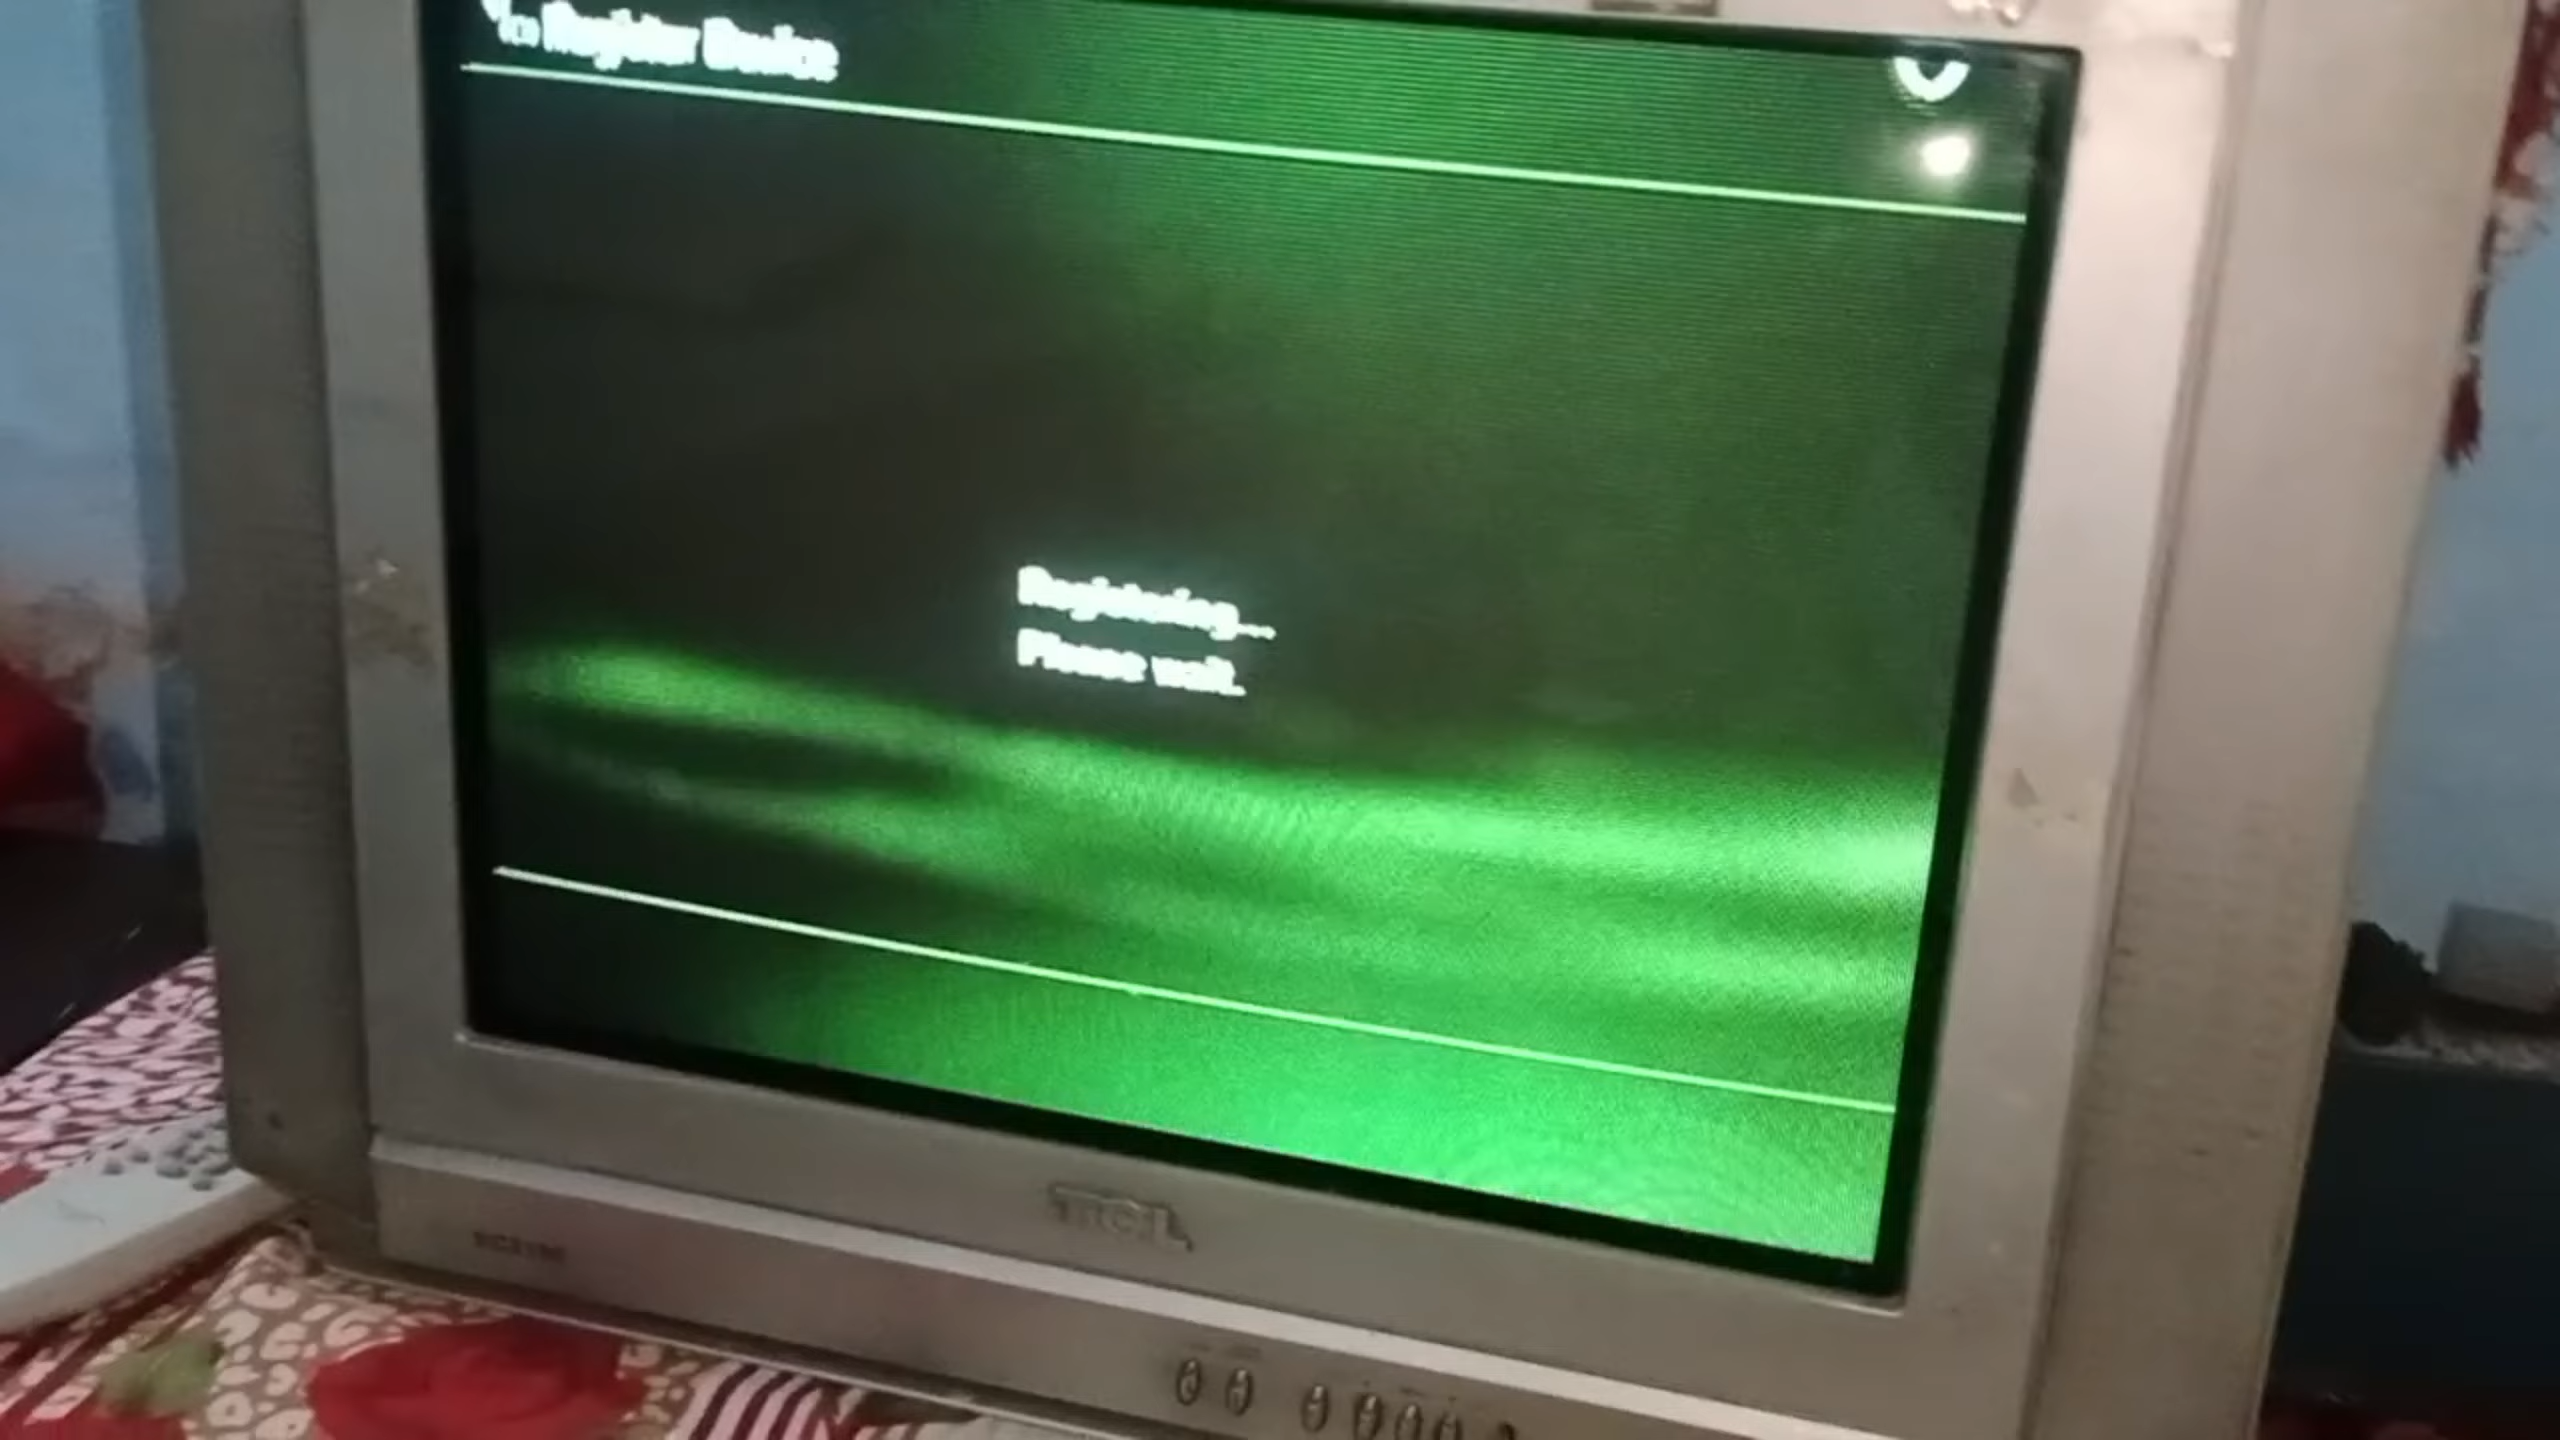 Register Device
Registering...
Please wait.
TCL